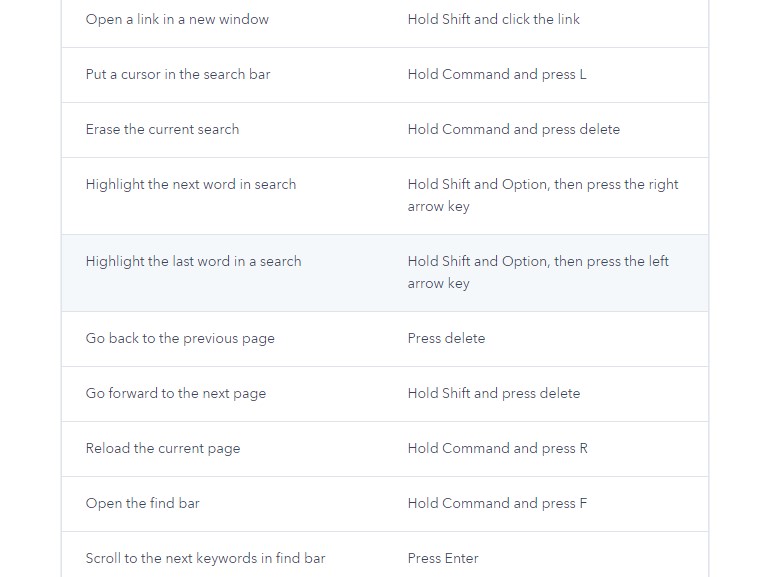 Open a link in a new window
Hold Shift and click the link
Put a cursor in the search bar
Hold Command and press L
Erase the current search
Hold Command and press delete
Highlight the next word in search
Hold Shift and Option, then press the right
arrow key
Highlight the last word in a search
Hold Shift and Option, then press the left
arrow key
Go back to the previous page
Press delete
Go forward to the next page
Hold Shift and press delete
Reload the current page
Hold Command and press R
Open the find bar
Hold Command and press F
Scroll to the next keywords in find bar
Press Enter